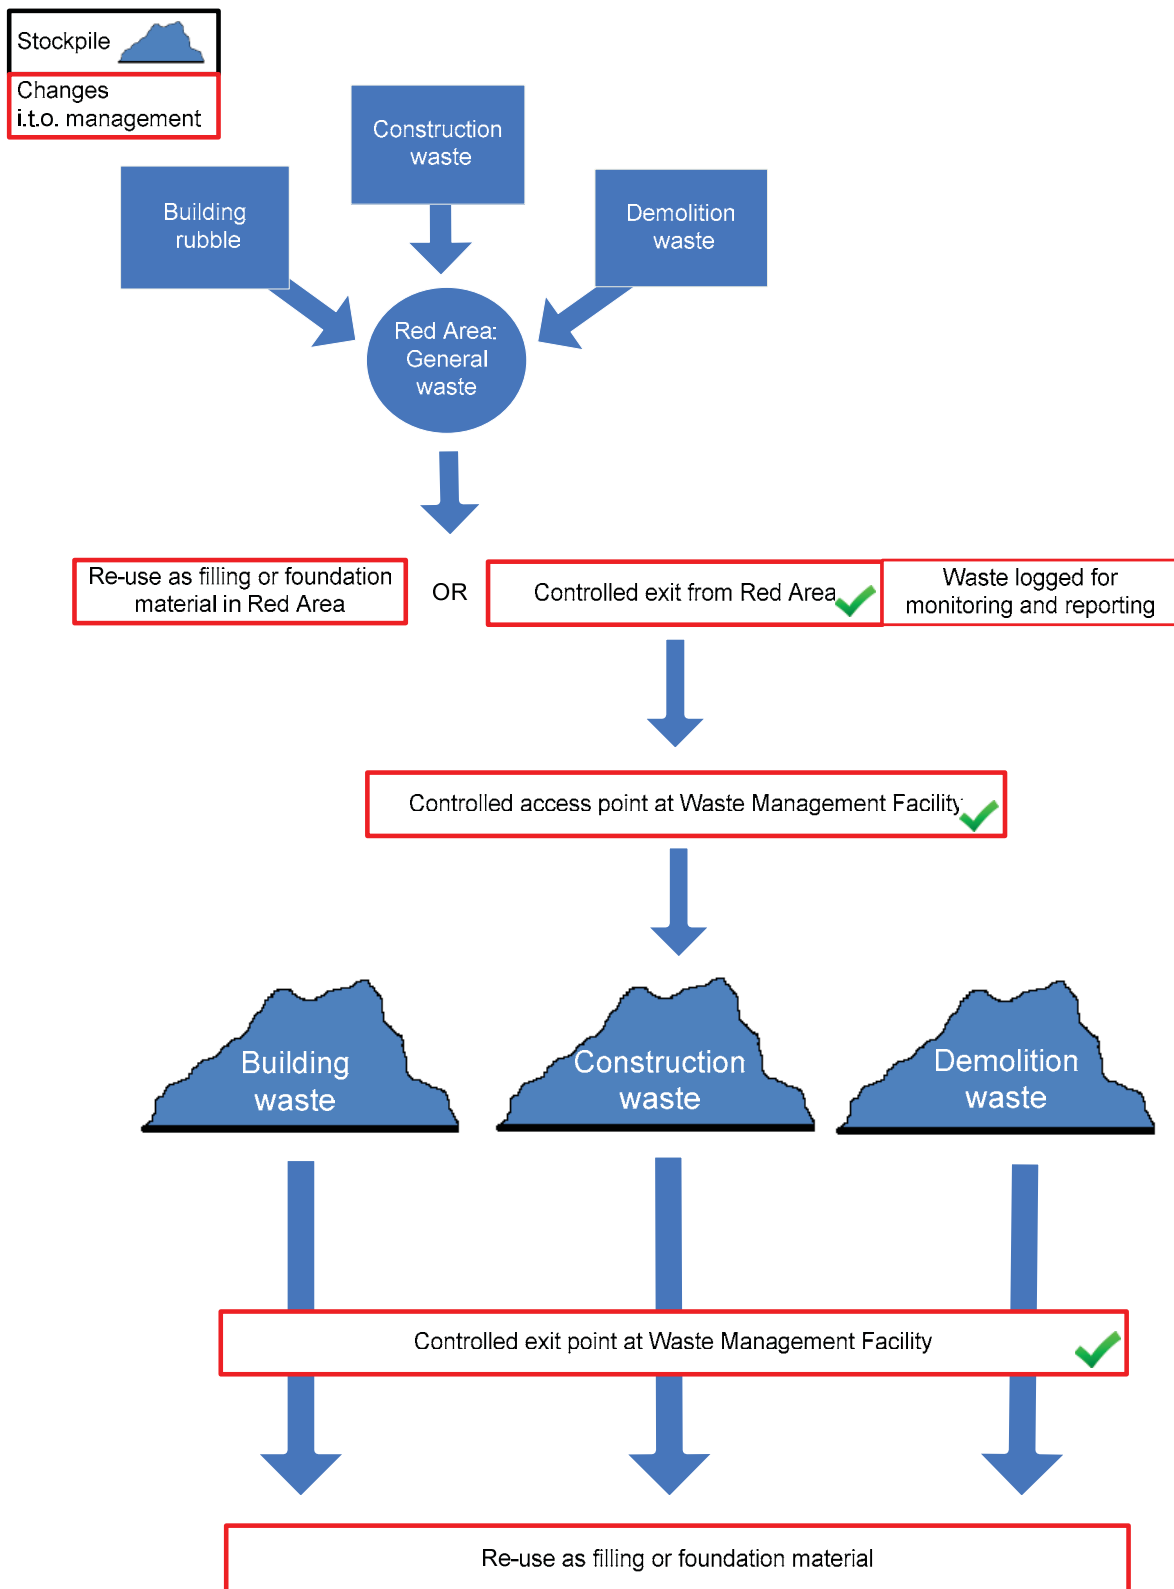 Stockpile
Changes
i.t.o. management
Construction
waste
Building
rubble
Demolition
waste
Red Area:
General
waste
Re-use as filling or foundation
material in Red Area
OR
Controlled exit from Red Area
Waste logged for
monitoring and reporting
Controlled access point at Waste Management Facility
Building
waste
Construction
waste
Demolition
waste
Controlled exit point at Waste Management Facility
Re-use as filling or foundation material